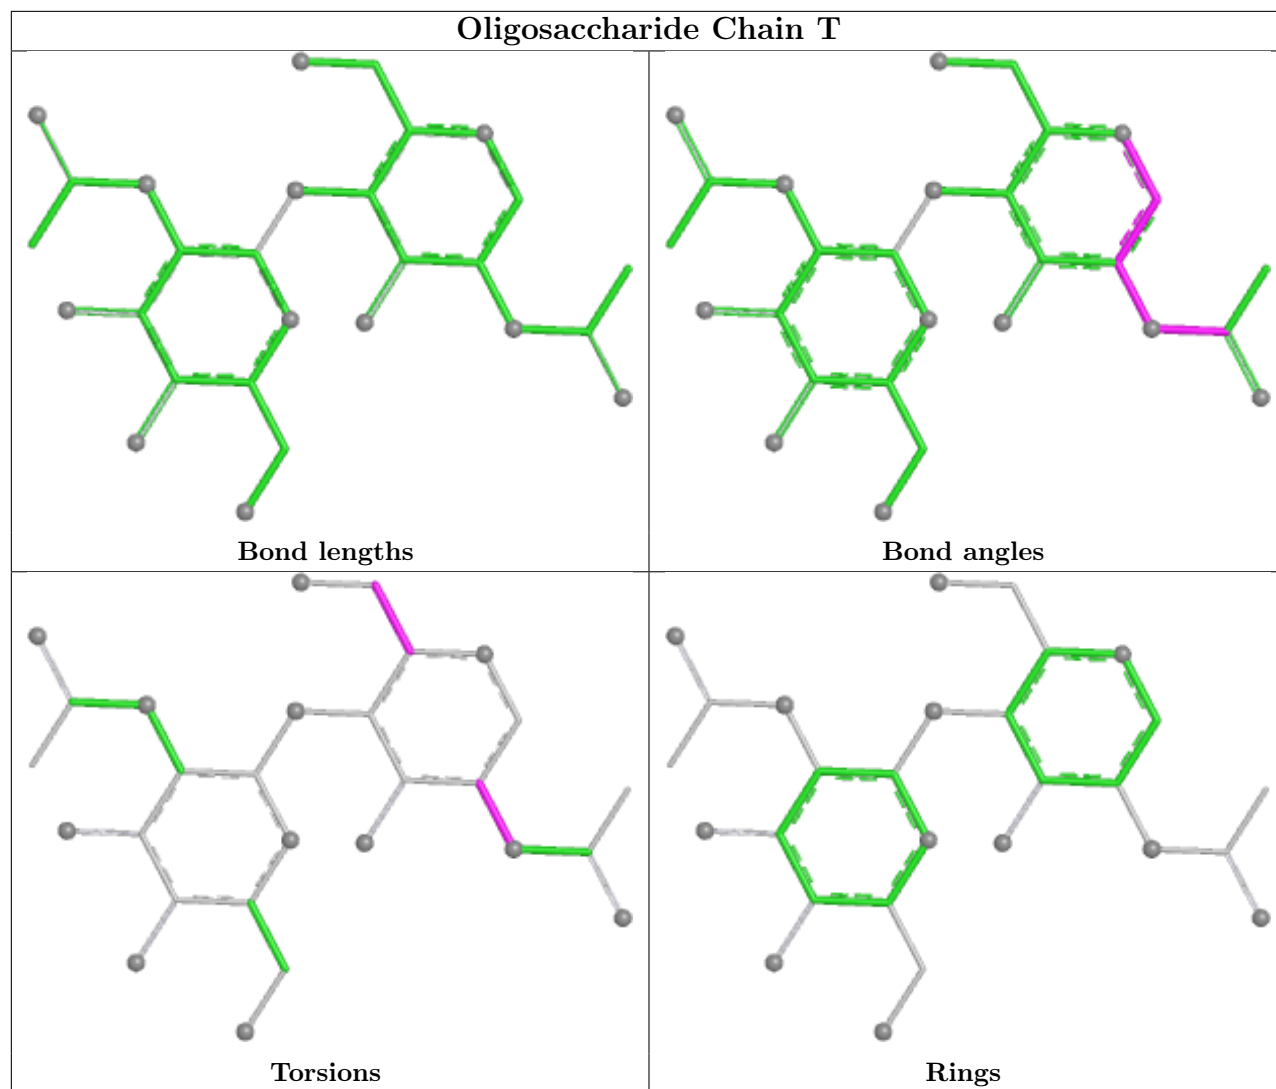 Oligosaccharide Chain T
Bond lengths
Bond angles
Torsions
Rings